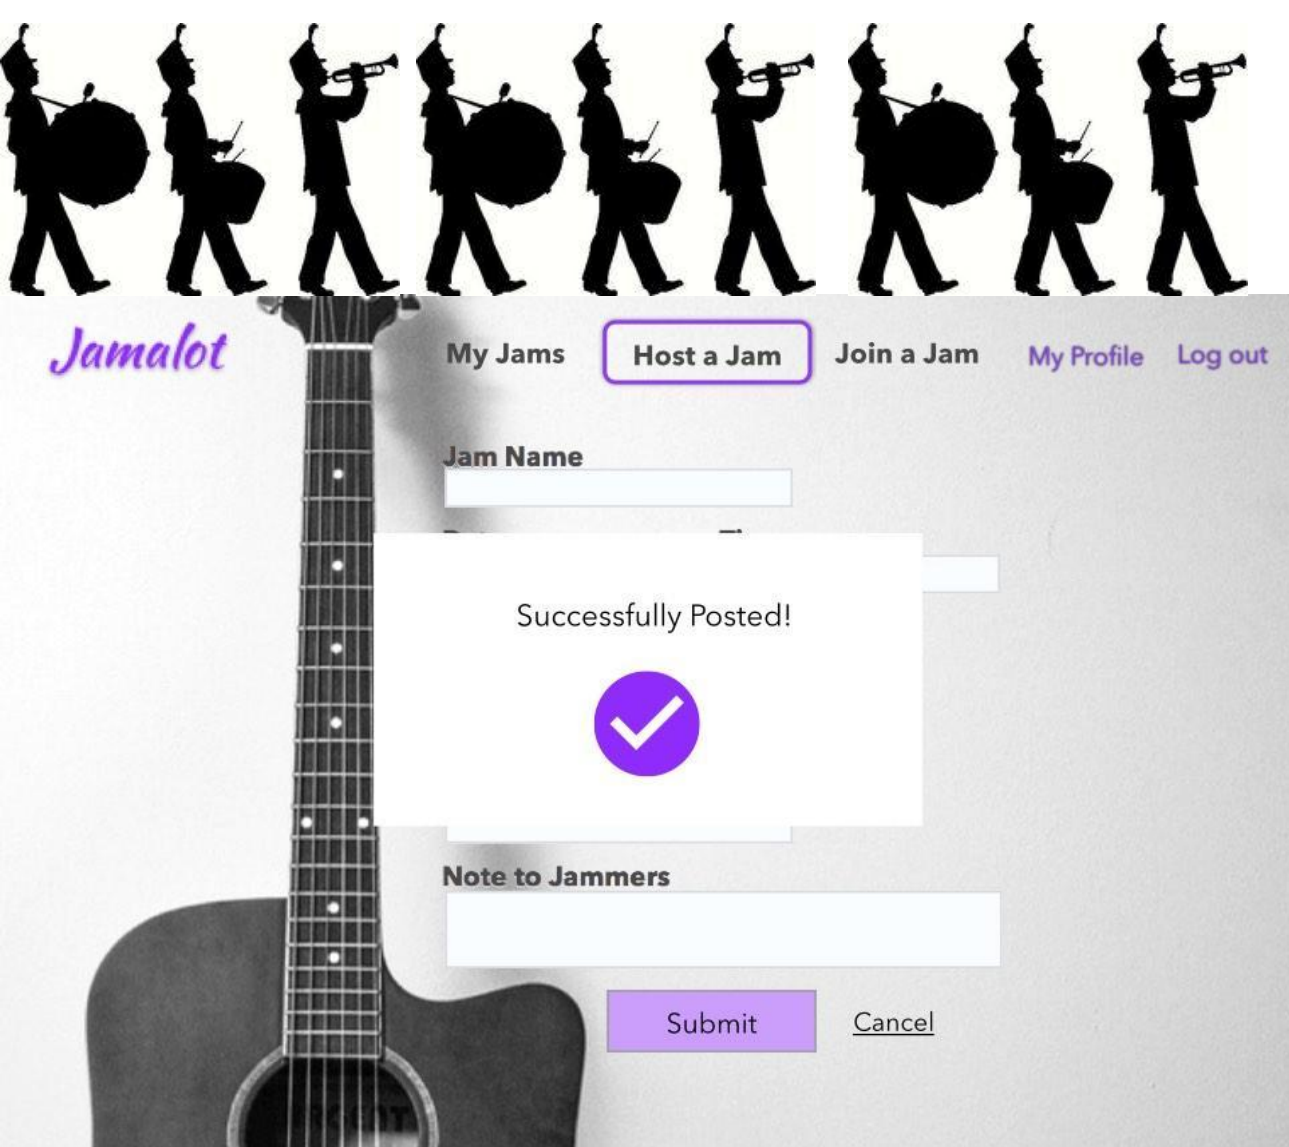 Jamalot
My Jams
Host a Jam
Join a Jam
My Profile
Log out
Jam Name
Successfully Posted!
Note to Jammers
Submit
Cancel